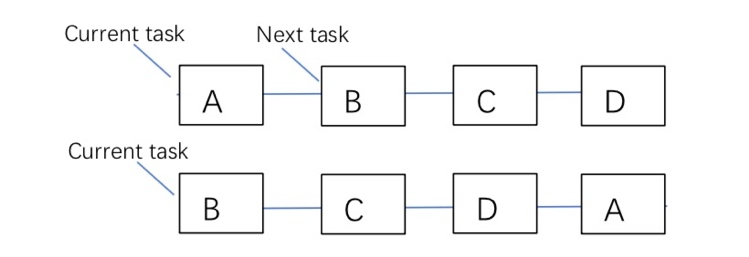 Current task Next task
A B C D
Current task
B C D A